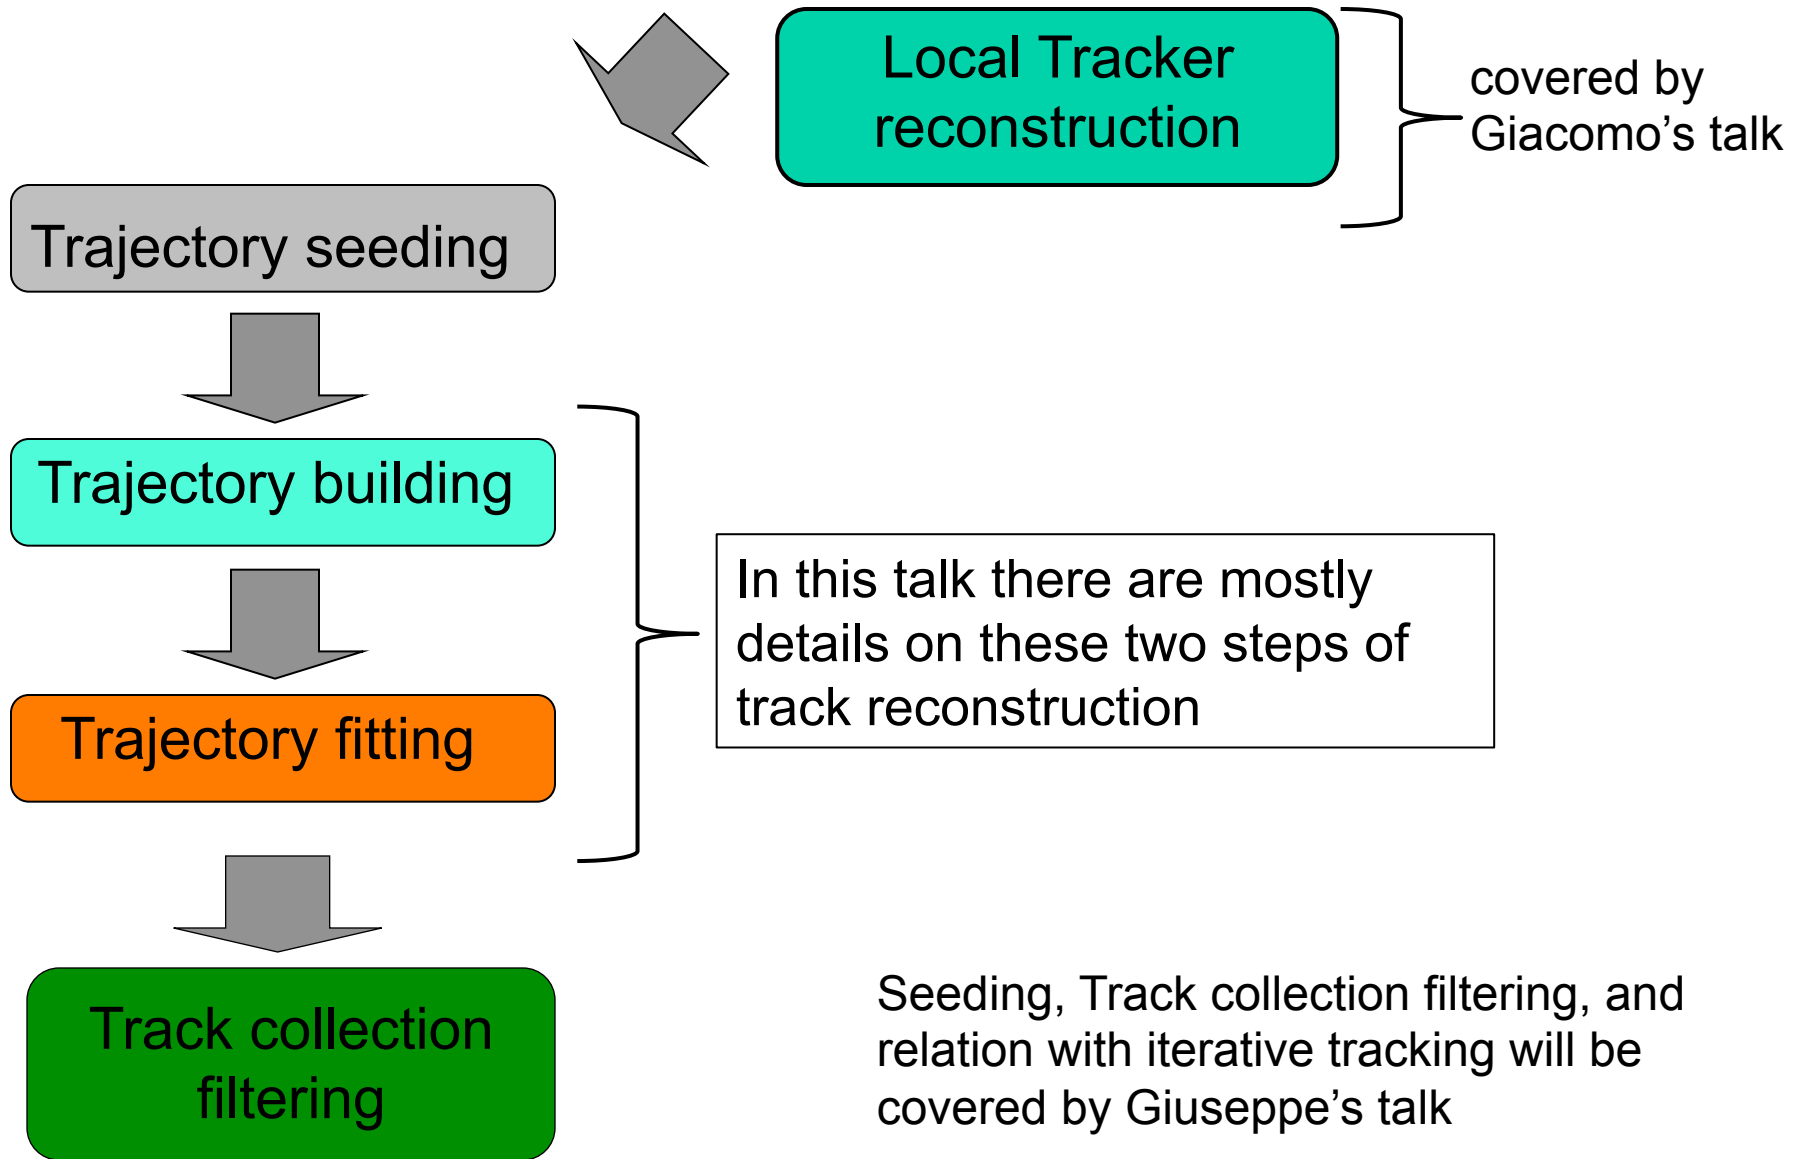 Local Tracker
reconstruction
covered by
Giacomo’s talk
Trajectory seeding
Trajectory building
Trajectory fitting
In this talk there are mostly
details on these two steps of
track reconstruction
Track collection
filtering
Seeding, Track collection filtering, and
relation with iterative tracking will be
covered by Giuseppe’s talk